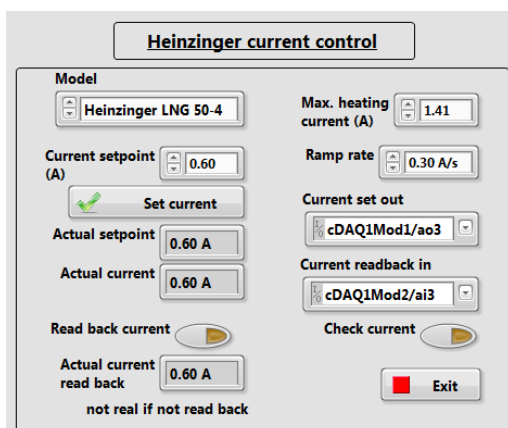 Heinzinger current control
Model
Heinzinger LNG 50-4
Max. heating
current (A)
1.41
Current setpoint
(A)
0.60
Ramp rate
0.30 A/s
Set current
Current set out
I/O cDAQ1Mod1/ao3
Actual setpoint
0.60 A
Actual current
0.60 A
Current readback in
I/O cDAQ1Mod2/ai3
Read back current
Check current
Actual current
read back
0.60 A
Exit
not real if not read back